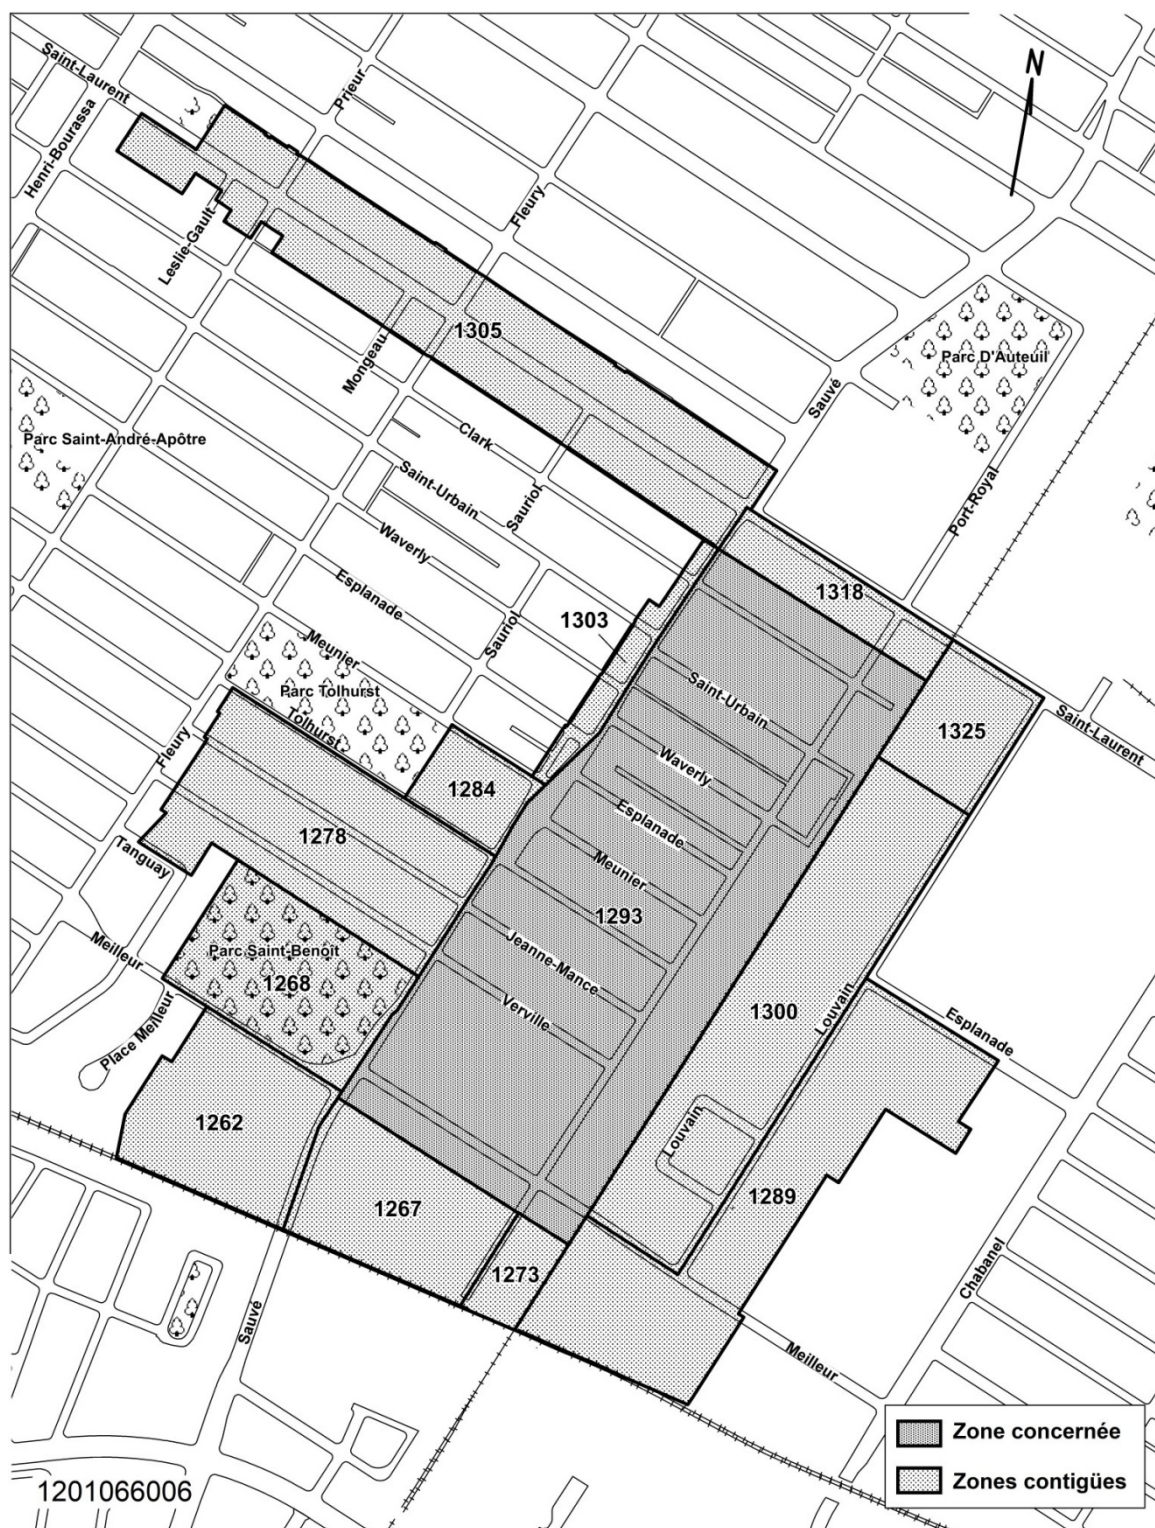 N
Saint-Laurent
Prieur
Henri-Bourassa
Fleury
Leslie-Gault
1305
Mongeau
Parc D'Auteuil
Sauvé
Parc Saint-André-Apôtre
Clark
Saint-Urbain
Sauriol
Port-Royal
Waverly
1318
Esplanade
1303
Sauriol
Meunier
Saint-Urbain
Parc Tolhurst
Tolhurst
Saint-Laurent
1325
Fleury
Waverly
1284
Esplanade
1278
Tanguay
Meunier
1293
Meilleur
Parc Saint-Benoît
1268
Jeanne-Mance
Verville
1300
Louvain
Esplanade
Place Meilleur
1262
Louvain
1267
1289
1273
Chabanel
Sauvé
Meilleur
Zone concernée
Zones contigües
1201066006